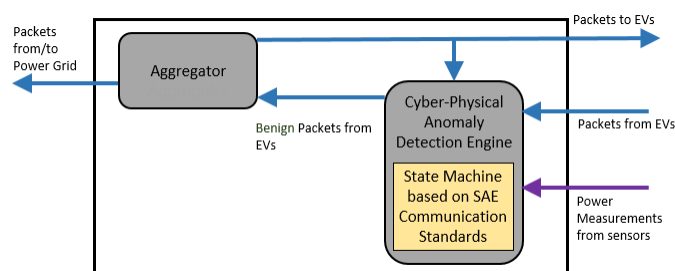 Packets
from/to
Power Grid
Aggregator
Packets to EVs
Benign Packets from
EVs
Cyber-Physical
Anomaly
Detection Engine
Packets from EVs
State Machine
based on SAE
Communication
Standards
Power
Measurements
from sensors